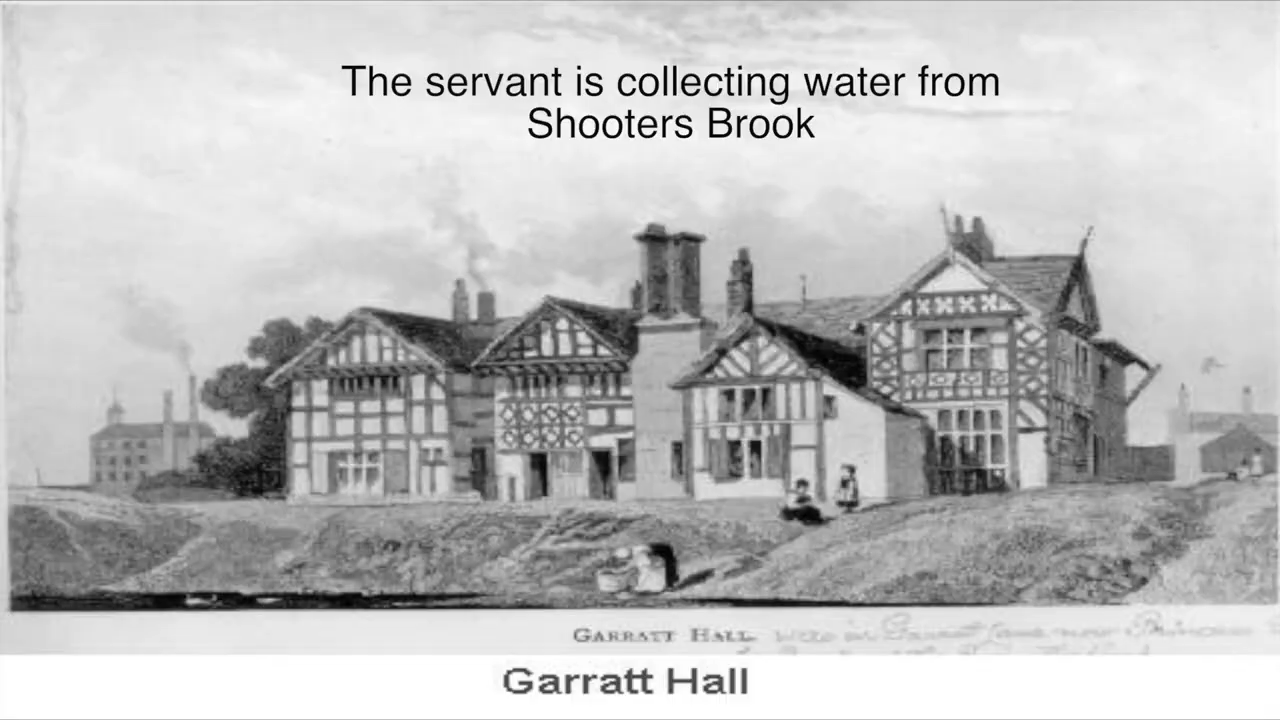 The servant is collecting water from
Shooters Brook
GARRATT HALL
Garratt Hall